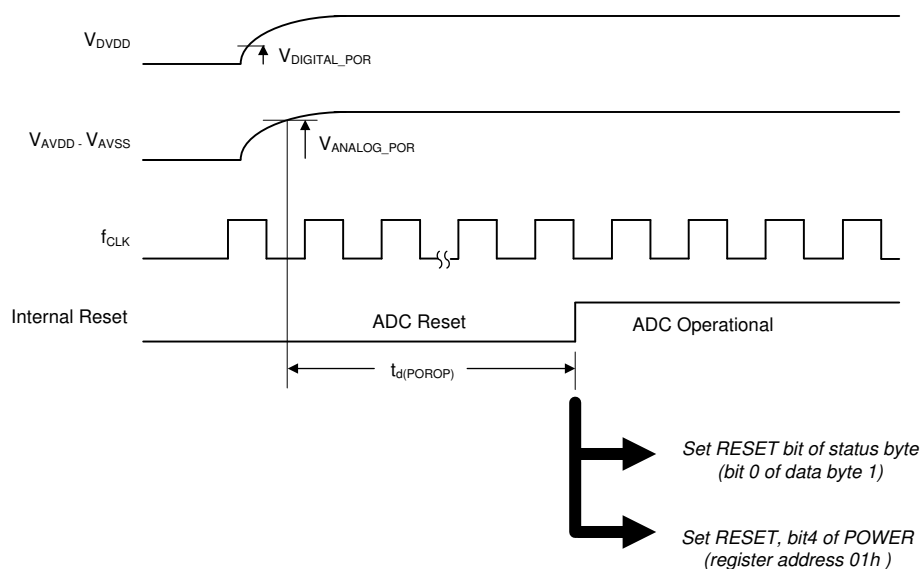 VDVDD
VDIGITAL_POR
VAVDD - VAVSS
VANALOG_POR
fCLK
Internal Reset
ADC Reset
ADC Operational
td(POROP)
Set RESET bit of status byte
(bit 0 of data byte 1)
Set RESET, bit4 of POWER
(register address 01h )